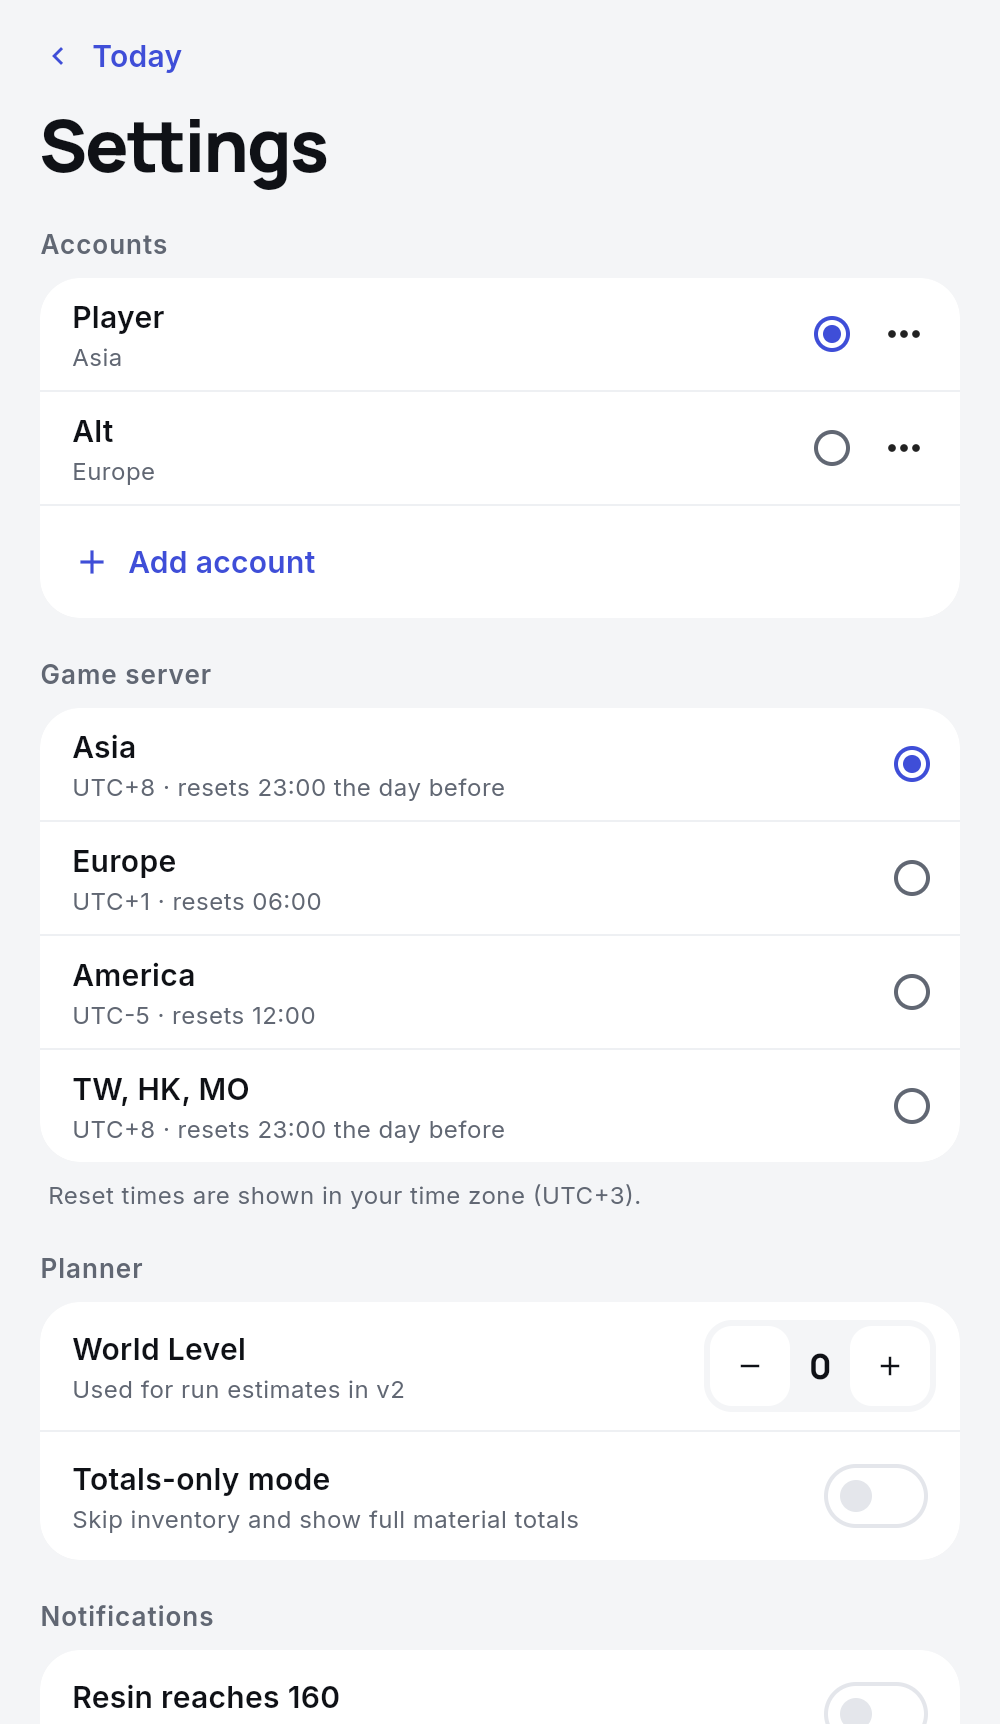 Today
Settings
Accounts
Player
Asia
Alt
Europe
Add account
Game server
Asia
UTC+8 · resets 23:00 the day before
Europe
UTC+1 · resets 06:00
America
UTC-5 · resets 12:00
TW, HK, MO
UTC+8 · resets 23:00 the day before
Reset times are shown in your time zone (UTC+3).
Planner
World Level
Used for run estimates in v2
0
Totals-only mode
Skip inventory and show full material totals
Notifications
Resin reaches 160